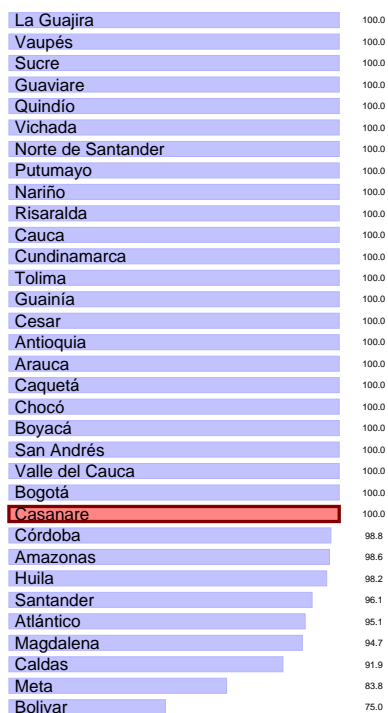 La Guajira 100.0
Vaupés 100.0
Sucre 100.0
Guaviare 100.0
Quindío 100.0
Vichada 100.0
Norte de Santander 100.0
Putumayo 100.0
Nariño 100.0
Risaralda 100.0
Cauca 100.0
Cundinamarca 100.0
Tolima 100.0
Guainía 100.0
Cesar 100.0
Antioquia 100.0
Arauca 100.0
Caquetá 100.0
Chocó 100.0
Boyacá 100.0
San Andrés 100.0
Valle del Cauca 100.0
Bogotá 100.0
Casanare 100.0
Córdoba 98.8
Amazonas 98.6
Huila 98.2
Santander 96.1
Atlántico 95.1
Magdalena 94.7
Caldas 91.9
Meta 83.8
Bolivar 75.0